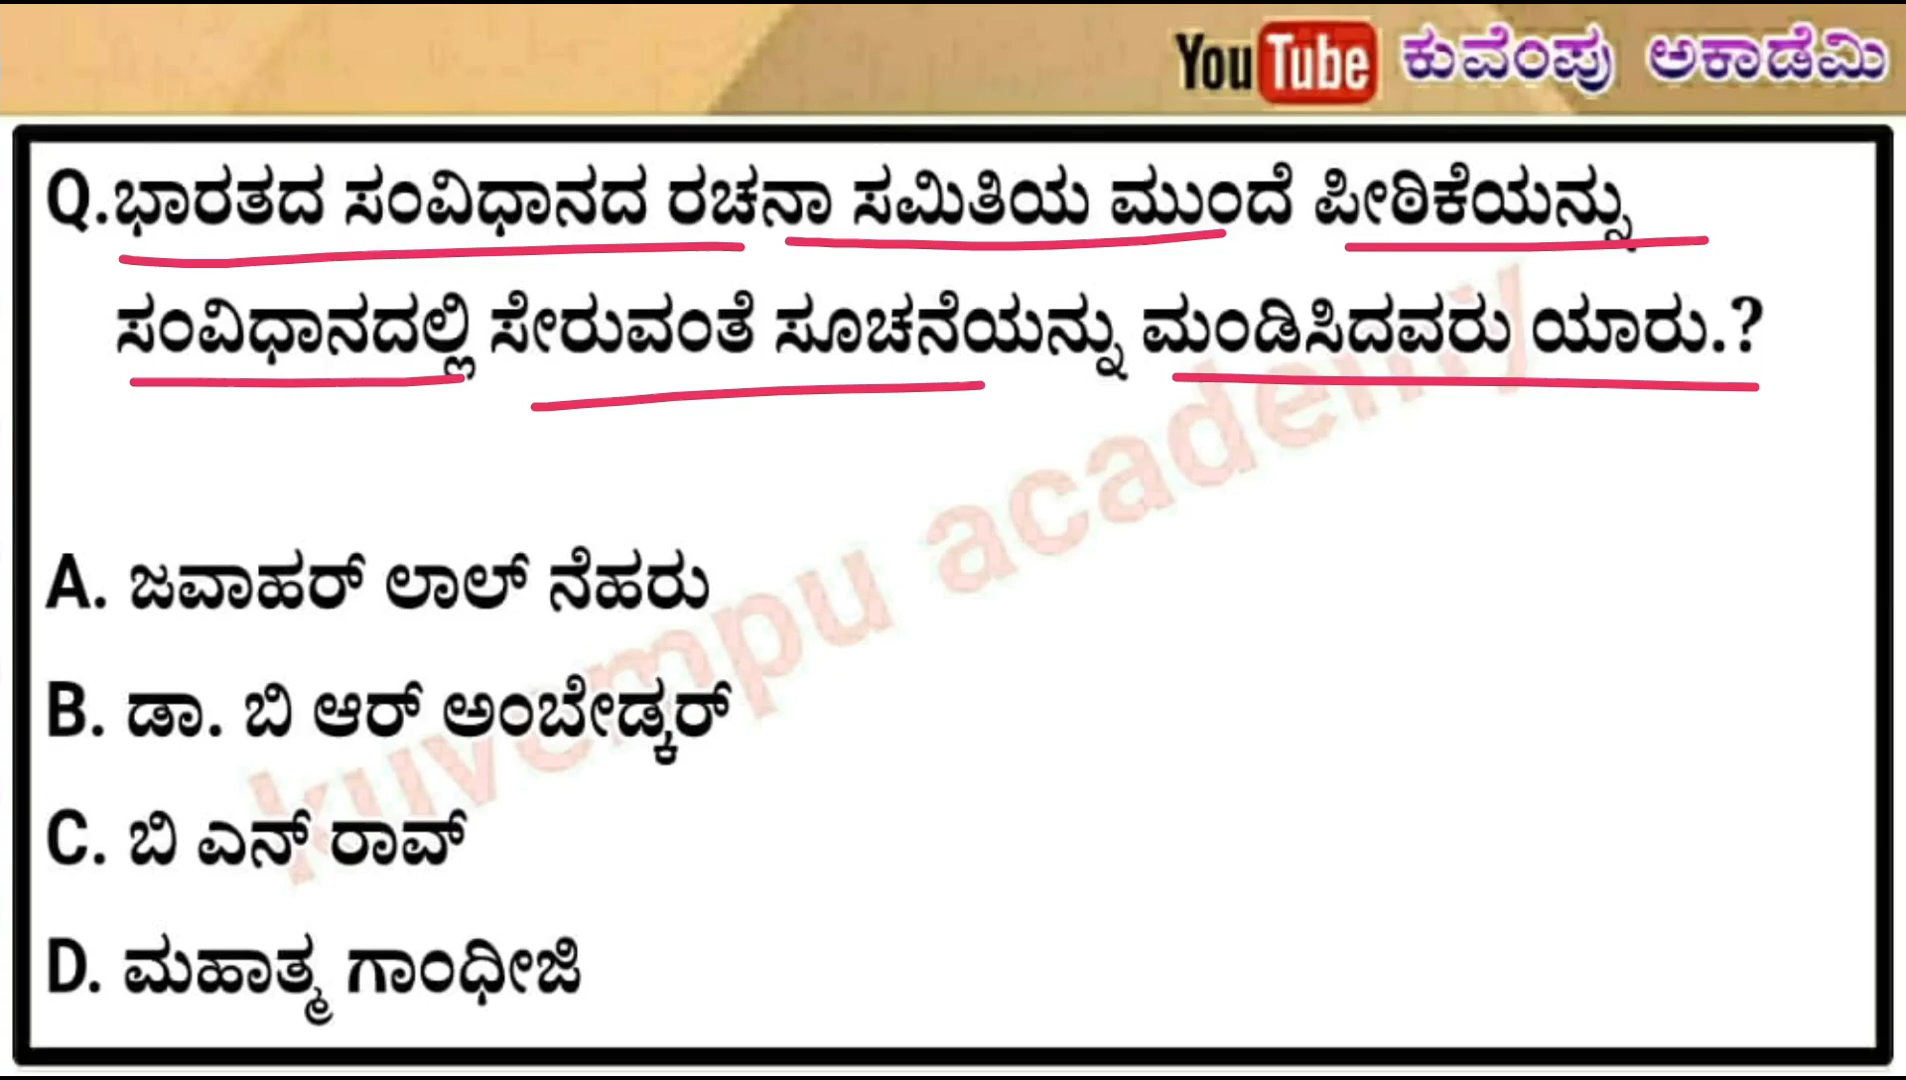 YouTube ಕುವೆಂಪು ಅಕಾಡೆಮಿ
Q.ಭಾರತದ ಸಂವಿಧಾನದ ರಚನಾ ಸಮಿತಿಯ ಮುಂದೆ ಪೀಠಿಕೆಯನ್ನು
ಸಂವಿಧಾನದಲ್ಲಿ ಸೇರುವಂತೆ ಸೂಚನೆಯನ್ನು ಮಂಡಿಸಿದವರು ಯಾರು.?
A. ಜವಾಹರ್ ಲಾಲ್ ನೆಹರು
B. ಡಾ. ಬಿ ಆರ್ ಅಂಬೇಡ್ಕರ್
C. ಬಿ ಎನ್ ರಾವ್
D. ಮಹಾತ್ಮ ಗಾಂಧೀಜಿ
kuvempu academy